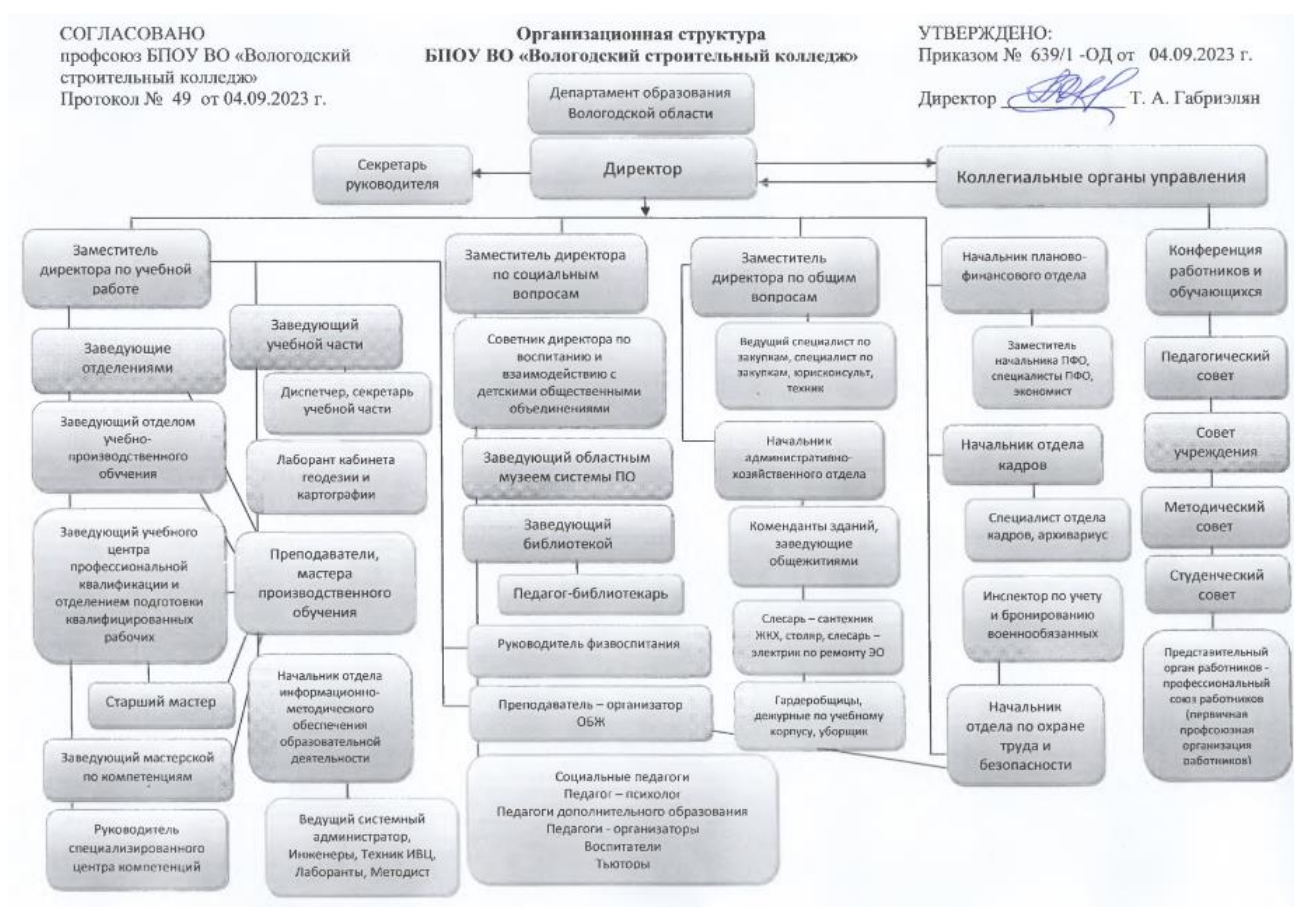 СОГЛАСОВАНО
профсоюз БПОУ ВО «Вологодский
строительный колледж»
Протокол № 49 от 04.09.2023 г.
Организационная структура
БПОУ ВО «Вологодский строительный колледж»
УТВЕРЖДЕНО:
Приказом № 639/1 -ОД от 04.09.2023 г.
Директор Т. А. Габриэлян
Департамент образования
Вологодской области
Секретарь
руководителя
Директор
Коллегиальные органы управления
Заместитель
директора по учебной
работе
Заведующие
отделениями
Заведующий отделом
учебно-
производственного
обучения
Заведующий учебного
центра
профессиональной
квалификации и
отделением подготовки
квалифицированных
рабочих
Старший мастер
Заведующий мастерской
по компетенциям
Руководитель
специализированного
центра компетенций
Заведующий
учебной части
Диспетчер, секретарь
учебной части
Лаборант кабинета
геодезии и
картографии
Преподаватели,
мастера
производственного
обучения
Начальник отдела
информационно-
методического
обеспечения
образовательной
деятельности
Ведущий системный
администратор,
Инженеры, Техник ИВЦ,
Лаборанты, Методист
Заместитель директора
по социальным
вопросам
Советник директора по
воспитанию и
взаимодействию с
детскими общественными
объединениями
Заведующий областным
музеем системы ПО
Заведующий
библиотекой
Педагог-библиотекарь
Руководитель физвоспитания
Преподаватель – организатор
ОБЖ
Социальные педагоги
Педагог – психолог
Педагоги дополнительного образования
Педагоги - организаторы
Воспитатели
Тьюторы
Заместитель
директора по общим
вопросам
Ведущий специалист по
закупкам, специалист по
закупкам, юрисконсульт,
техник
Начальник
административно-
хозяйственного отдела
Коменданты зданий,
заведующие
общежитиями
Слесарь – сантехник
ЖКХ, столяр, слесарь –
электрик по ремонту ЭО
Гардеробщицы,
дежурные по учебному
корпусу, уборщик
Начальник планово-
финансового отдела
Заместитель
начальника ПФО,
специалисты ПФО,
экономист
Начальник отдела
кадров
Специалист отдела
кадров, архивариус
Инспектор по учету
и бронированию
военнообязанных
Начальник
отдела по охране
труда и
безопасности
Конференция
работников и
обучающихся
Педагогический
совет
Совет
учреждения
Методический
совет
Студенческий
совет
Представительный
орган работников -
профессиональный
союз работников
(первичная
профсоюзная
организация
работников)